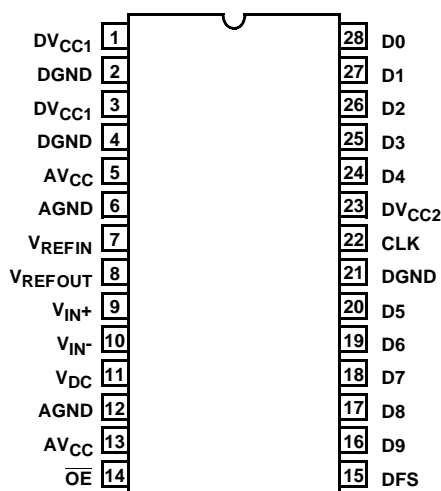 DVCC1 1 28 D0
DGND 2 27 D1
DVCC1 3 26 D2
DGND 4 25 D3
AVCC 5 24 D4
AGND 6 23 DVCC2
VREFIN 7 22 CLK
VREFOUT 8 21 DGND
VIN+ 9 20 D5
VIN- 10 19 D6
VDC 11 18 D7
AGND 12 17 D8
AVCC 13 16 D9
O̅E̅ 14 15 DFS